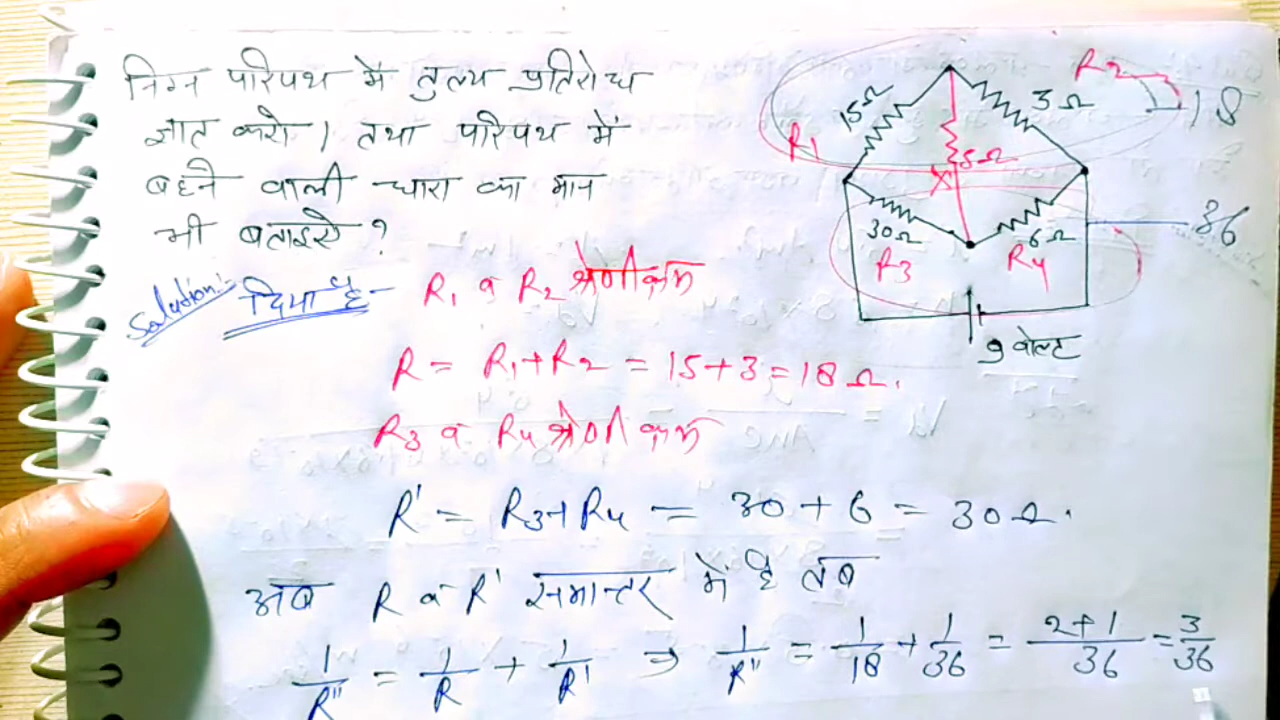 निम्न परिपथ में तुल्य प्रतिरोध
ज्ञात करो। तथा परिपथ में
बहने वाली धारा का मान
भी बताइये?
15Ω
3Ω
R2
18
R1
5Ω
X
30Ω
6Ω
R3
R4
36
9 वोल्ट
Solution:-
दिया है-
R1 व R2 श्रेणीक्रम
R = R1+R2 = 15+3 = 18Ω.
R3 व R4 श्रेणीक्रम
R' = R3+R4 = 30+6 = 30Ω.
अब R व R' समान्तर में है तब
1/R" = 1/R + 1/R' ⇒ 1/R" = 1/18 + 1/36 = 2+1/36 = 3/36